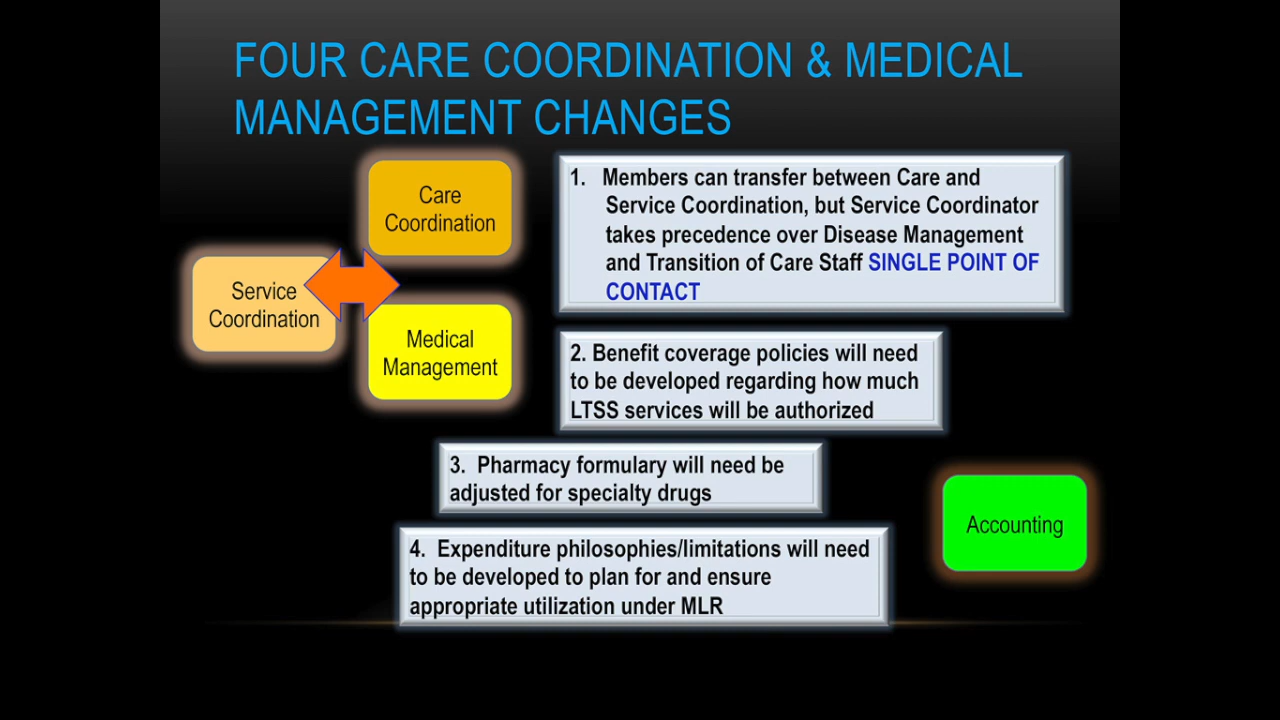 FOUR CARE COORDINATION & MEDICAL
MANAGEMENT CHANGES
Care
Coordination
Service
Coordination
Medical
Management
1. Members can transfer between Care and
Service Coordination, but Service Coordinator
takes precedence over Disease Management
and Transition of Care Staff SINGLE POINT OF
CONTACT
2. Benefit coverage policies will need
to be developed regarding how much
LTSS services will be authorized
3. Pharmacy formulary will need be
adjusted for specialty drugs
Accounting
4. Expenditure philosophies/limitations will need
to be developed to plan for and ensure
appropriate utilization under MLR